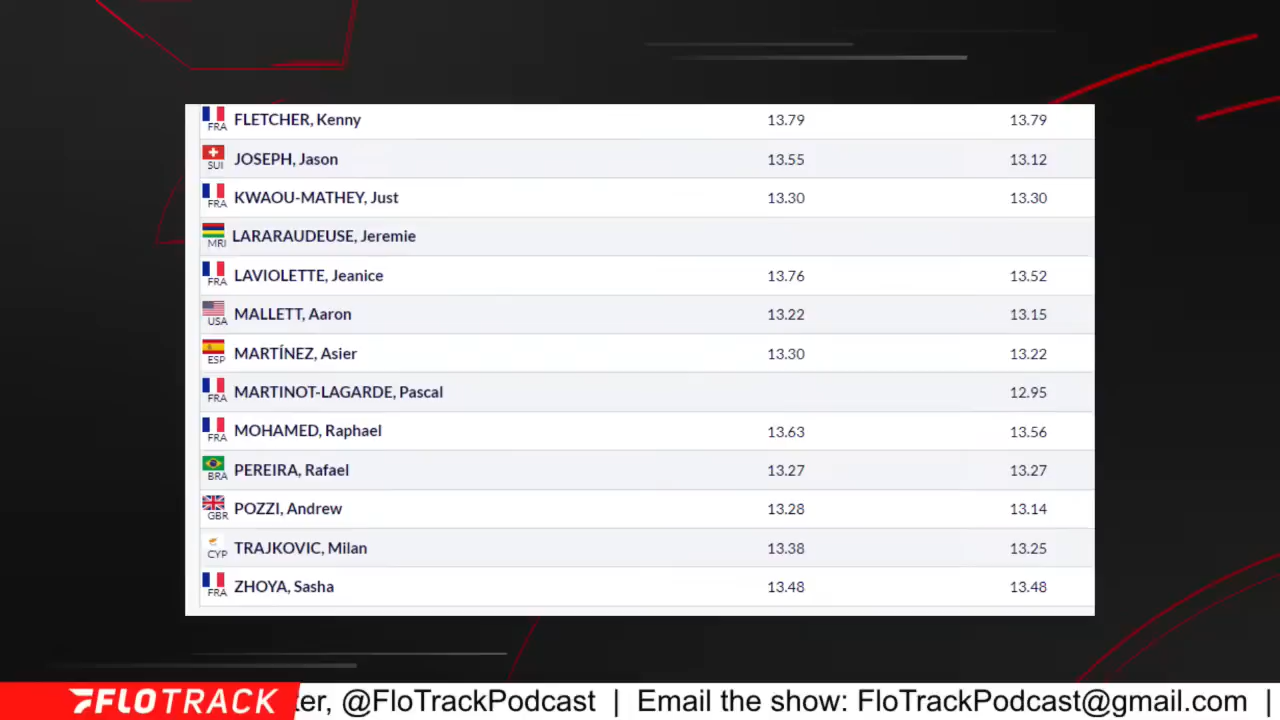 FRA FLETCHER, Kenny 13.79 13.79
SUI JOSEPH, Jason 13.55 13.12
FRA KWAOU-MATHEY, Just 13.30 13.30
MRI LARARAUDEUSE, Jeremie
FRA LAVIOLETTE, Jeanice 13.76 13.52
USA MALLETT, Aaron 13.22 13.15
ESP MARTÍNEZ, Asier 13.30 13.22
FRA MARTINOT-LAGARDE, Pascal 12.95
FRA MOHAMED, Raphael 13.63 13.56
BRA PEREIRA, Rafael 13.27 13.27
GBR POZZI, Andrew 13.28 13.14
CYP TRAJKOVIC, Milan 13.38 13.25
FRA ZHOYA, Sasha 13.48 13.48
FLOTRACK ter, @FloTrackPodcast | Email the show: FloTrackPodcast@gmail.com |